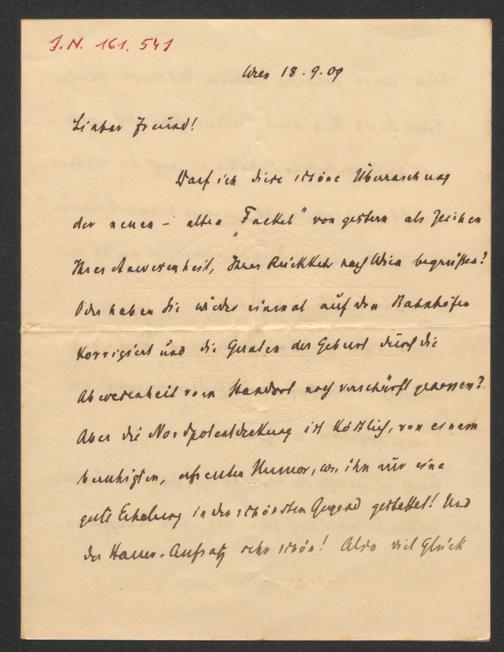 J.N. 161.541
Wien 18.9.09
Lieber Freund!
Darf ich diese schöne Überraschung
der neuen - alten „Fackel" von gestern als Zeichen
Ihrer Anwesenheit, Ihrer Rückkehr nach Wien begrüßen?
Oder haben Sie wieder einmal auf den Bahnhöfen
korrigiert und die Qualen der Geburt durch die
Abwesenheit vom Standort noch verschärft genossen?
Aber die Nordpolentdeckung ist köstlich, von einem
beruhigten, erfreuten Humor, wie ihn nur eine
gute Erholung in der schönsten Gegend gestattet! Und
der Hauer-Aufsatz sehr schön! Also viel Glück